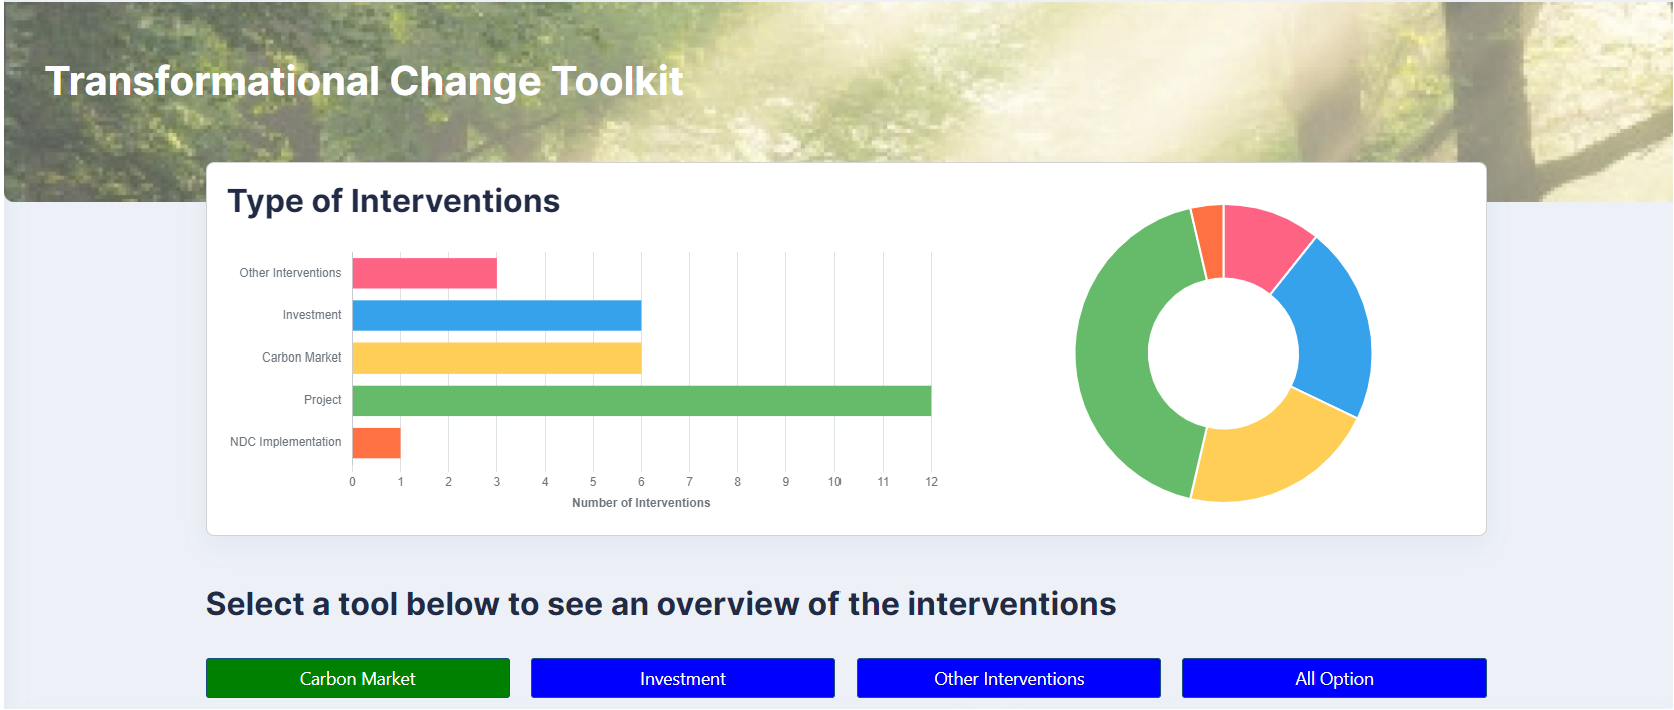 Transformational Change Toolkit
Type of Interventions
Other Interventions
Investment
Carbon Market
Project
NDC Implementation
0 1 2 3 4 5 6 7 8 9 10 11 12
Number of Interventions
Select a tool below to see an overview of the interventions
Carbon Market Investment Other Interventions All Option